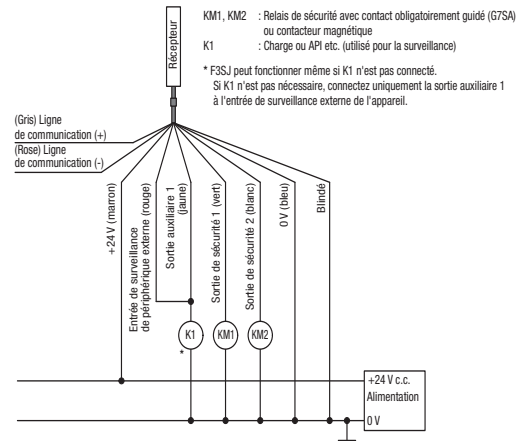 Récepteur
KM1, KM2 : Relais de sécurité avec contact obligatoirement guidé (G7SA)
ou contacteur magnétique
K1 : Charge ou API etc. (utilisé pour la surveillance)
* F3SJ peut fonctionner même si K1 n'est pas connecté.
Si K1 n'est pas nécessaire, connectez uniquement la sortie auxiliaire 1
à l'entrée de surveillance externe de l'appareil.
(Gris) Ligne
de communication (+)
(Rose) Ligne
de communication (-)
+24 V (marron)
Entrée de surveillance
de périphérique externe (rouge)
Sortie auxiliaire 1
(jaune)
Sortie de sécurité 1 (vert)
Sortie de sécurité 2 (blanc)
0 V (bleu)
Blindé
K1
KM1
KM2
*
+24 V c.c.
Alimentation
0 V